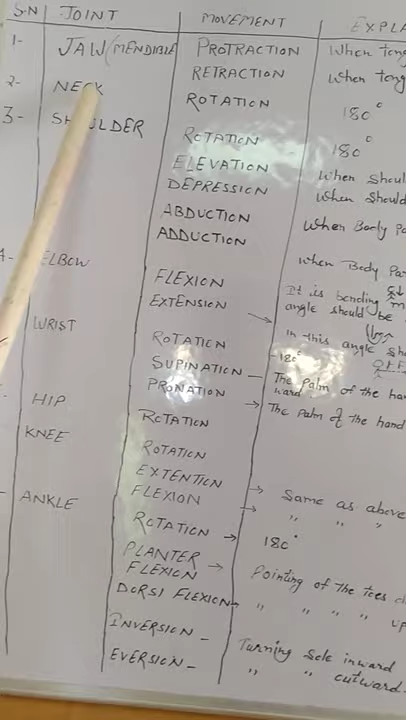 S.N JOINT MOVEMENT EXPLA
1- JAW (MENDIBLE PROTRACTION When tong
RETRACTION When tong
2- NECK ROTATION 180°
3- SHOULDER ROTATION 180°
ELEVATION When Shoul
DEPRESSION When Should
ABDUCTION When Body Pa
ADDUCTION When Body Par
ELBOW FLEXION It is bending
EXTENSION angle should be
in this angle sh
WRIST ROTATION 180°
SUPINATION — The palm of the han
ward
PRONATION → The palm of the hand
HIP ROTATION
KNEE ROTATION
EXTENTION → Same as above
FLEXION → " " "
ANKLE ROTATION → 180°
PLANTER
FLEXION → Pointing of the toes d
DORSI FLEXION → " " " " up
INVERSION — Turning Sole inward
EVERSION — " " outward.